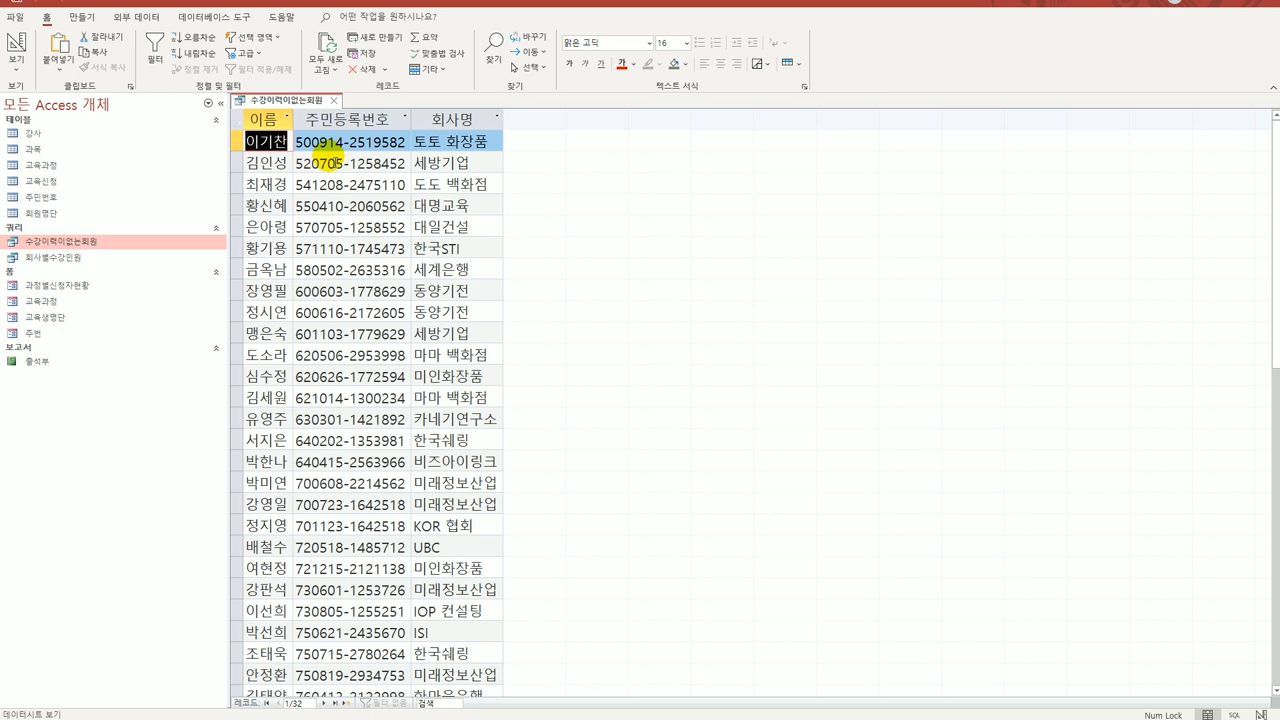 파일 홈 만들기 외부 데이터 데이터베이스 도구 도움말 어떤 작업을 원하시나요?
보기
붙여넣기
잘라내기
복사
서식 복사
클립보드
필터
오름차순
내림차순
정렬 제거
선택 영역
고급
필터 적용/해제
정렬 및 필터
모두 새로 고침
새로 만들기
저장
삭제
요약
맞춤법 검사
기타
레코드
찾기
바꾸기
이동
선택
찾기
맑은 고딕 16
가 가 가 가
텍스트 서식
모든 Access 개체
테이블
강사
과목
교육과정
교육신청
주민번호
회원명단
쿼리
수강이력이없는회원
회사별수강인원
폼
과정별신청자현황
교육과정
교육생명단
주번
보고서
출석부
수강이력이없는회원
이름 주민등록번호 회사명
이기찬 500914-2519582 토토 화장품
김인성 520705-1258452 세방기업
최재경 541208-2475110 도도 백화점
황신혜 550410-2060562 대명교육
은아령 570705-1258552 대일건설
황기용 571110-1745473 한국STI
금옥남 580502-2635316 세계은행
장영필 600603-1778629 동양기전
정시연 600616-2172605 동양기전
맹은숙 601103-1779629 세방기업
도소라 620506-2953998 마마 백화점
심수정 620626-1772594 미인화장품
김세원 621014-1300234 마마 백화점
유영주 630301-1421892 카네기연구소
서지은 640202-1353981 한국쉐링
박한나 640415-2563966 비즈아이링크
박미연 700608-2214562 미래정보산업
강영일 700723-1642518 미래정보산업
정지영 701123-1642518 KOR 협회
배철수 720518-1485712 UBC
여현정 721215-2121138 미인화장품
강판석 730601-1253726 미래정보산업
이선희 730805-1255251 IOP 컨설팅
박선희 750621-2435670 ISI
조태욱 750715-2780264 한국쉐링
안정환 750819-2934753 미래정보산업
레코드: 1/32 필터 없음 검색
데이터시트 보기
Num Lock
SQL